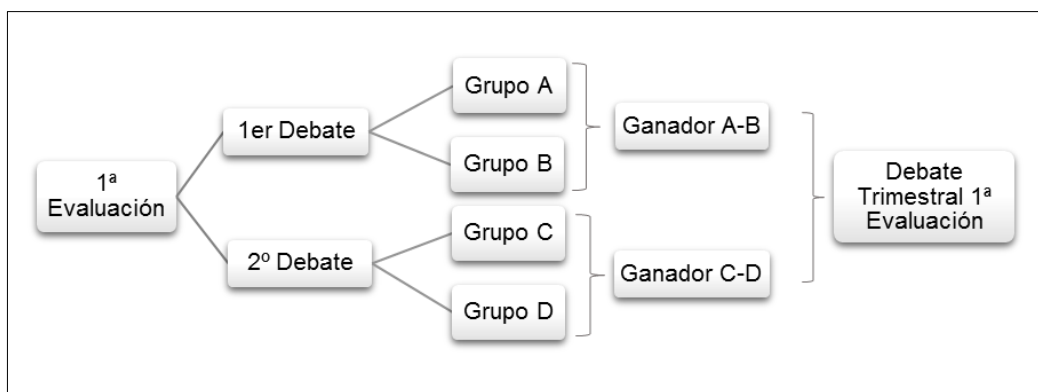 1ª
Evaluación
1er Debate
2º Debate
Grupo A
Grupo B
Grupo C
Grupo D
Ganador A-B
Ganador C-D
Debate
Trimestral 1ª
Evaluación